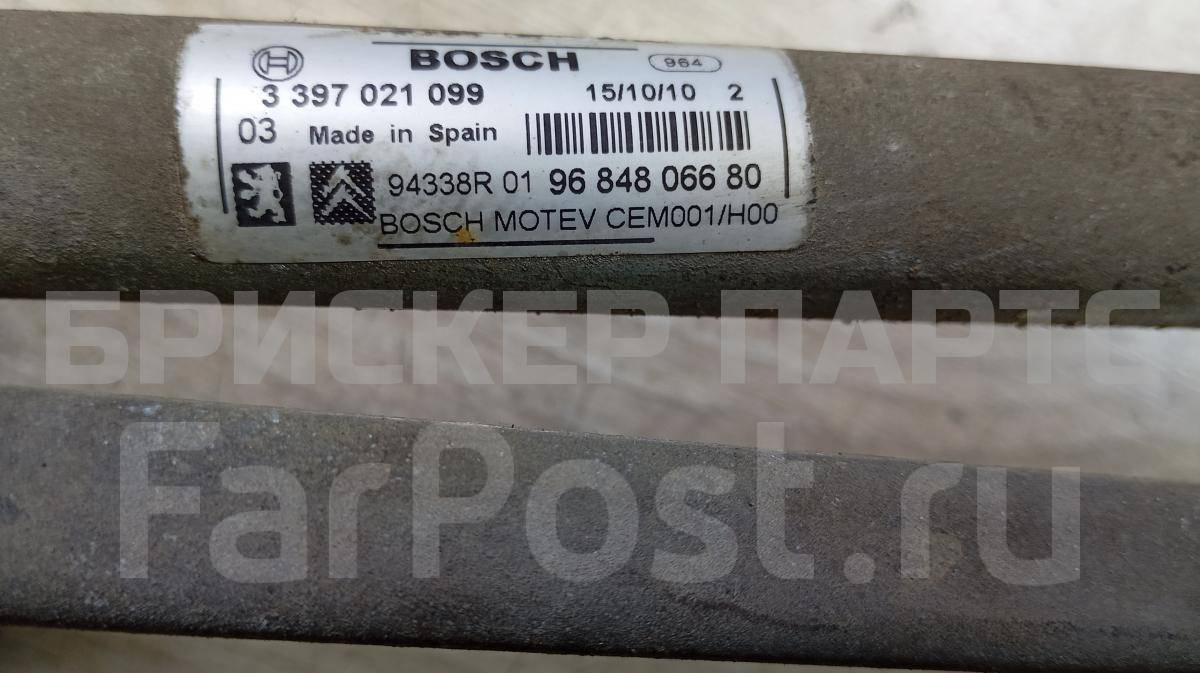 BOSCH 964
3 397 021 099 15/10/10 2
03 Made in Spain
94338R 01 96 848 066 80
BOSCH MOTEV CEM001/H00
БРИСКЕР ПАРТС
FarPost.ru